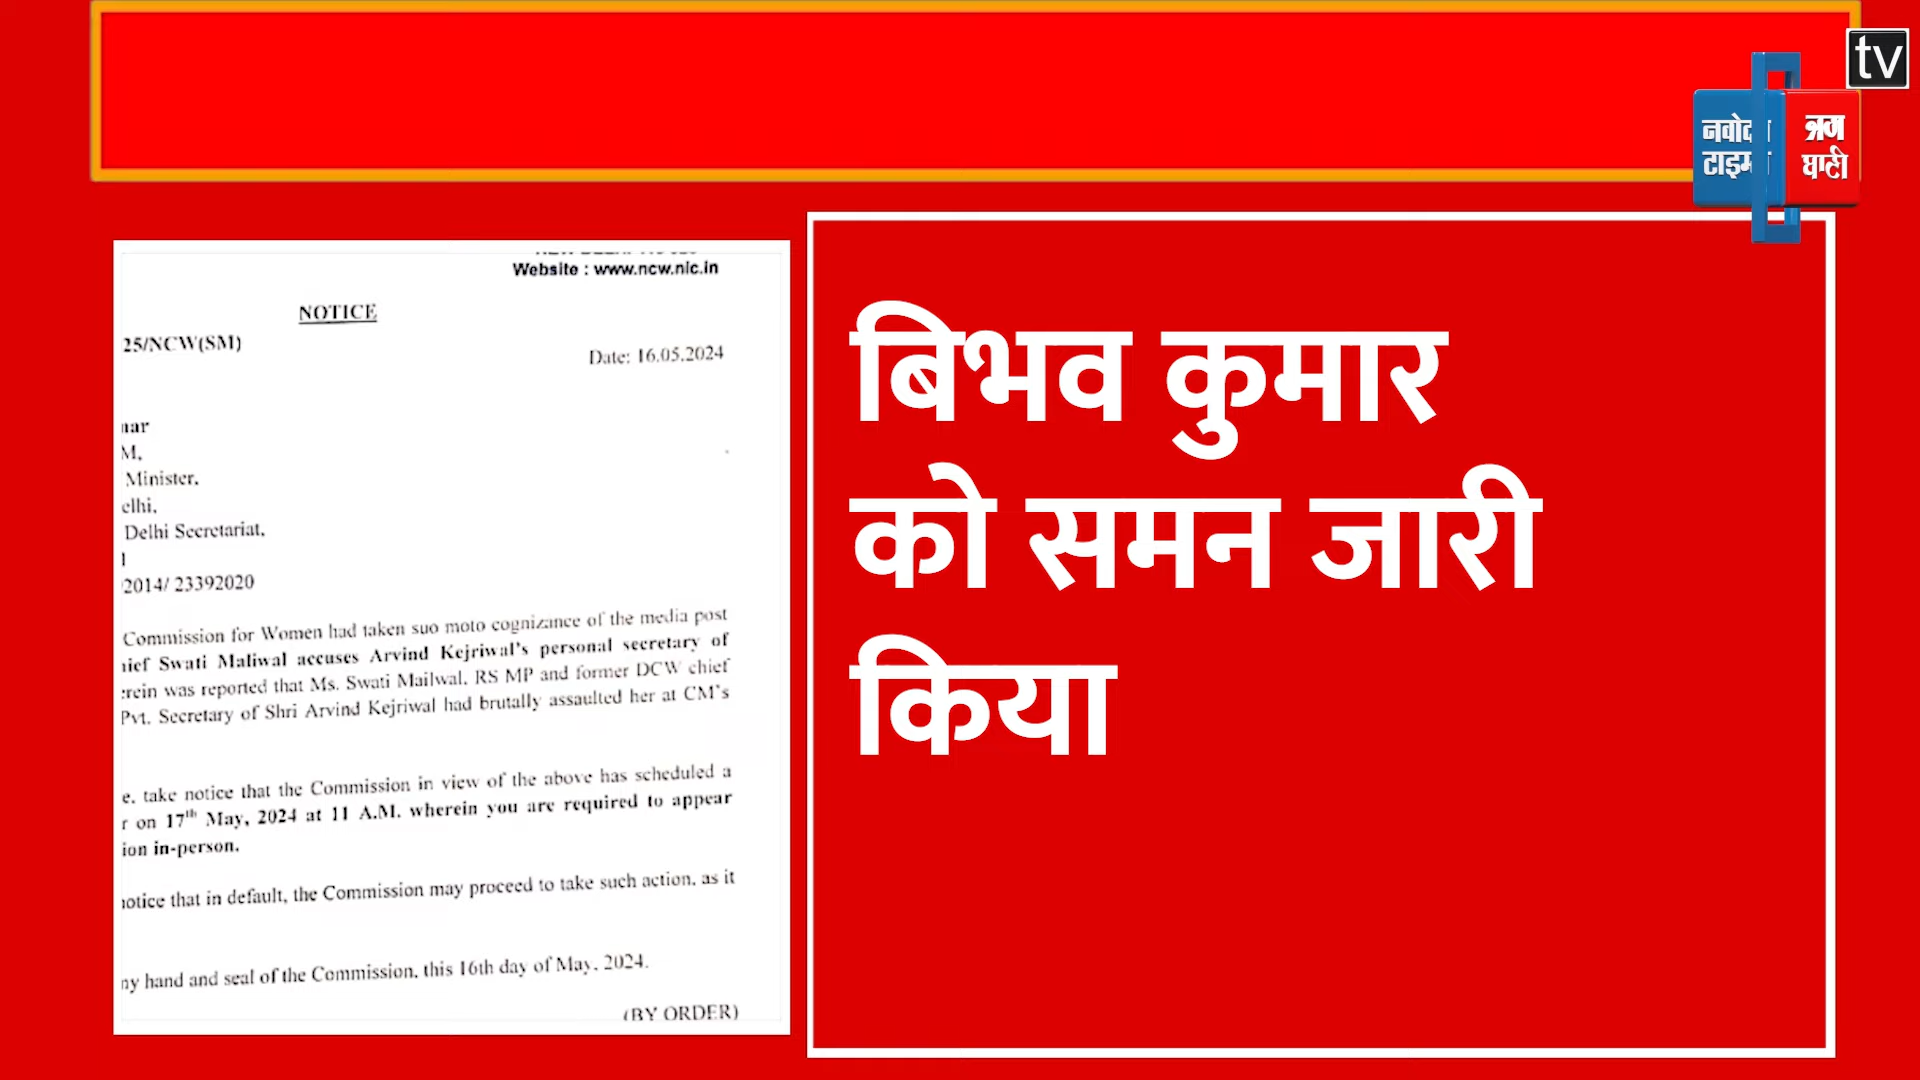 tv
नवोदय
टाइम्स
Website : www.ncw.nic.in
NOTICE
25/NCW(SM)
Date: 16.05.2024
mar
M,
Minister,
elhi,
Delhi Secretariat,
2014/ 23392020
Commission for Women had taken suo moto cognizance of the media post
hief Swati Maliwal accuses Arvind Kejriwal's personal secretary of
erein was reported that Ms. Swati Mailwal, RS MP and former DCW chief
Pvt. Secretary of Shri Arvind Kejriwal had brutally assaulted her at CM's
e, take notice that the Commission in view of the above has scheduled a
r on 17th May, 2024 at 11 A.M. wherein you are required to appear
ion in-person.
notice that in default, the Commission may proceed to take such action, as it
ny hand and seal of the Commission, this 16th day of May, 2024.
(BY ORDER)
बिभव कुमार
को समन जारी
किया